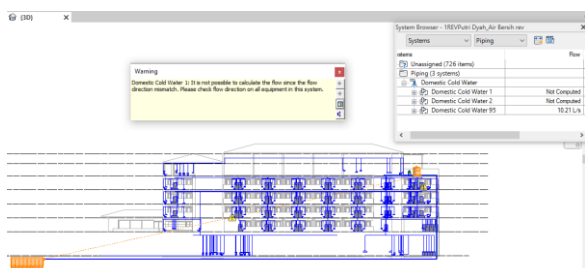 {3D}
System Browser - 1REVPutri Dyah_Air Bersih rev
Systems
Piping
Flow
Unassigned (726 items)
Piping (3 systems)
Domestic Cold Water
Domestic Cold Water 1 Not Computed
Domestic Cold Water 2 Not Computed
Domestic Cold Water 95 10.21 L/s
Warning
Domestic Cold Water 1: It is not possible to calculate the flow since the flow
direction mismatch. Please check flow direction on all equipment in this system.